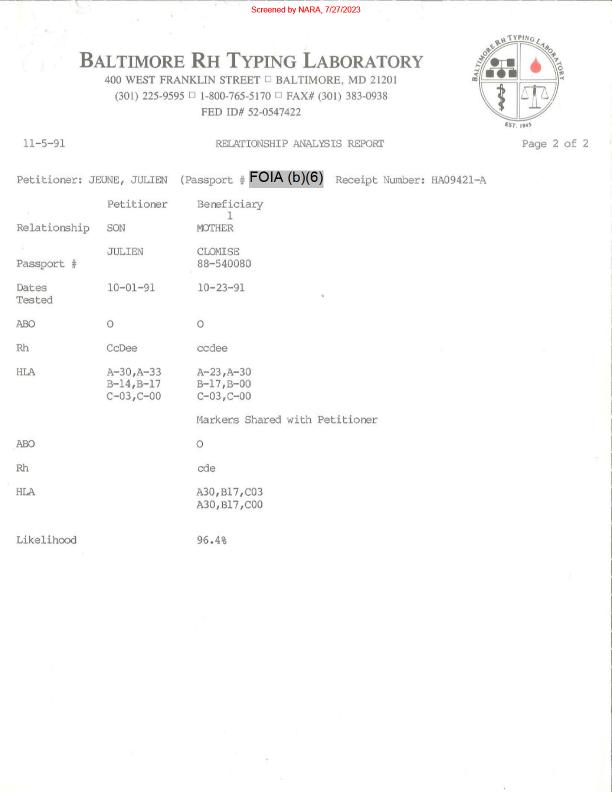 Screened by NARA, 7/27/2023
BALTIMORE RH TYPING LABORATORY
400 WEST FRANKLIN STREET □ BALTIMORE, MD 21201
(301) 225-9595 □ 1-800-765-5170 □ FAX# (301) 383-0938
FED ID# 52-0547422
BALTIMORE RH TYPING LABORATORY
EST. 1945
11-5-91 RELATIONSHIP ANALYSIS REPORT Page 2 of 2
Petitioner: JEUNE, JULIEN (Passport # FOIA (b)(6) Receipt Number: HA09421-A
Petitioner Beneficiary
1
Relationship SON MOTHER
JULIEN CLOMISE
Passport # 88-540080
Dates 10-01-91 10-23-91
Tested
ABO O O
Rh CcDee ccdee
HLA A-30,A-33 A-23,A-30
B-14,B-17 B-17,B-00
C-03,C-00 C-03,C-00
Markers Shared with Petitioner
ABO O
Rh cde
HLA A30,B17,C03
A30,B17,C00
Likelihood 96.4%